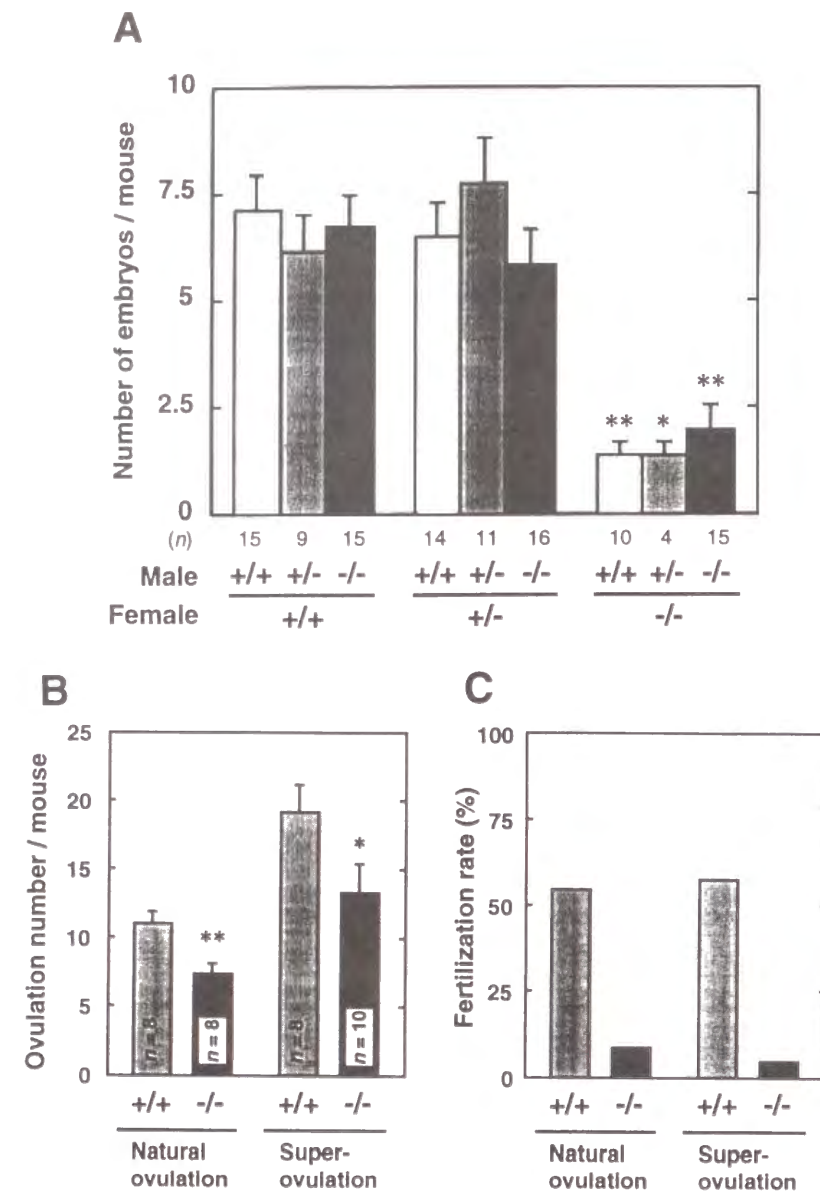 A
Number of embryos / mouse
10
7.5
5
2.5
0
** * **
(n) 15 9 15 14 11 16 10 4 15
Male +/+ +/- -/- +/+ +/- -/- +/+ +/- -/-
Female +/+ +/- -/-
B
Ovulation number / mouse
25
20
15
10
5
0
**
*
n = 8
n = 8
n = 8
n = 10
+/+ -/- +/+ -/-
Natural ovulation
Super-ovulation
C
Fertilization rate (%)
100
75
50
25
0
+/+ -/- +/+ -/-
Natural ovulation
Super-ovulation